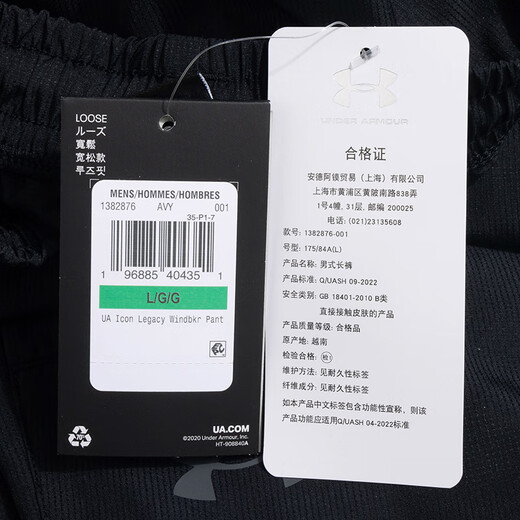 LOOSE
ルーズ
寬鬆
宽松款
루즈핏
MENS/HOMMES/HOMBRES
1382876 AVY 001
35-P1-7
1 96885 40435 1
L/G/G
UA Icon Legacy Windbkr Pant
70%
UA.COM
©2020 Under Armour, Inc.
HT-908840A
UNDER ARMOUR
合格证
安德阿镆贸易（上海）有限公司
上海市黄浦区黄陂南路838弄
1号4幢, 31层, 邮编 200025
电话: (021)23135608
款号: 1382876-001
号型: 175/84A(L)
产品名称: 男式长裤
产品标准: Q/UASH 09-2022
安全类别: GB 18401-2010 B类
直接接触皮肤的产品
产品质量等级: 合格品
原产地: 越南
检验合格: 检1
维护方法: 见耐久性标签
纤维成分: 见耐久性标签
如本产品中文标签包含功能性宣称, 则该
产品功能应适用Q/UASH 04-2022标准